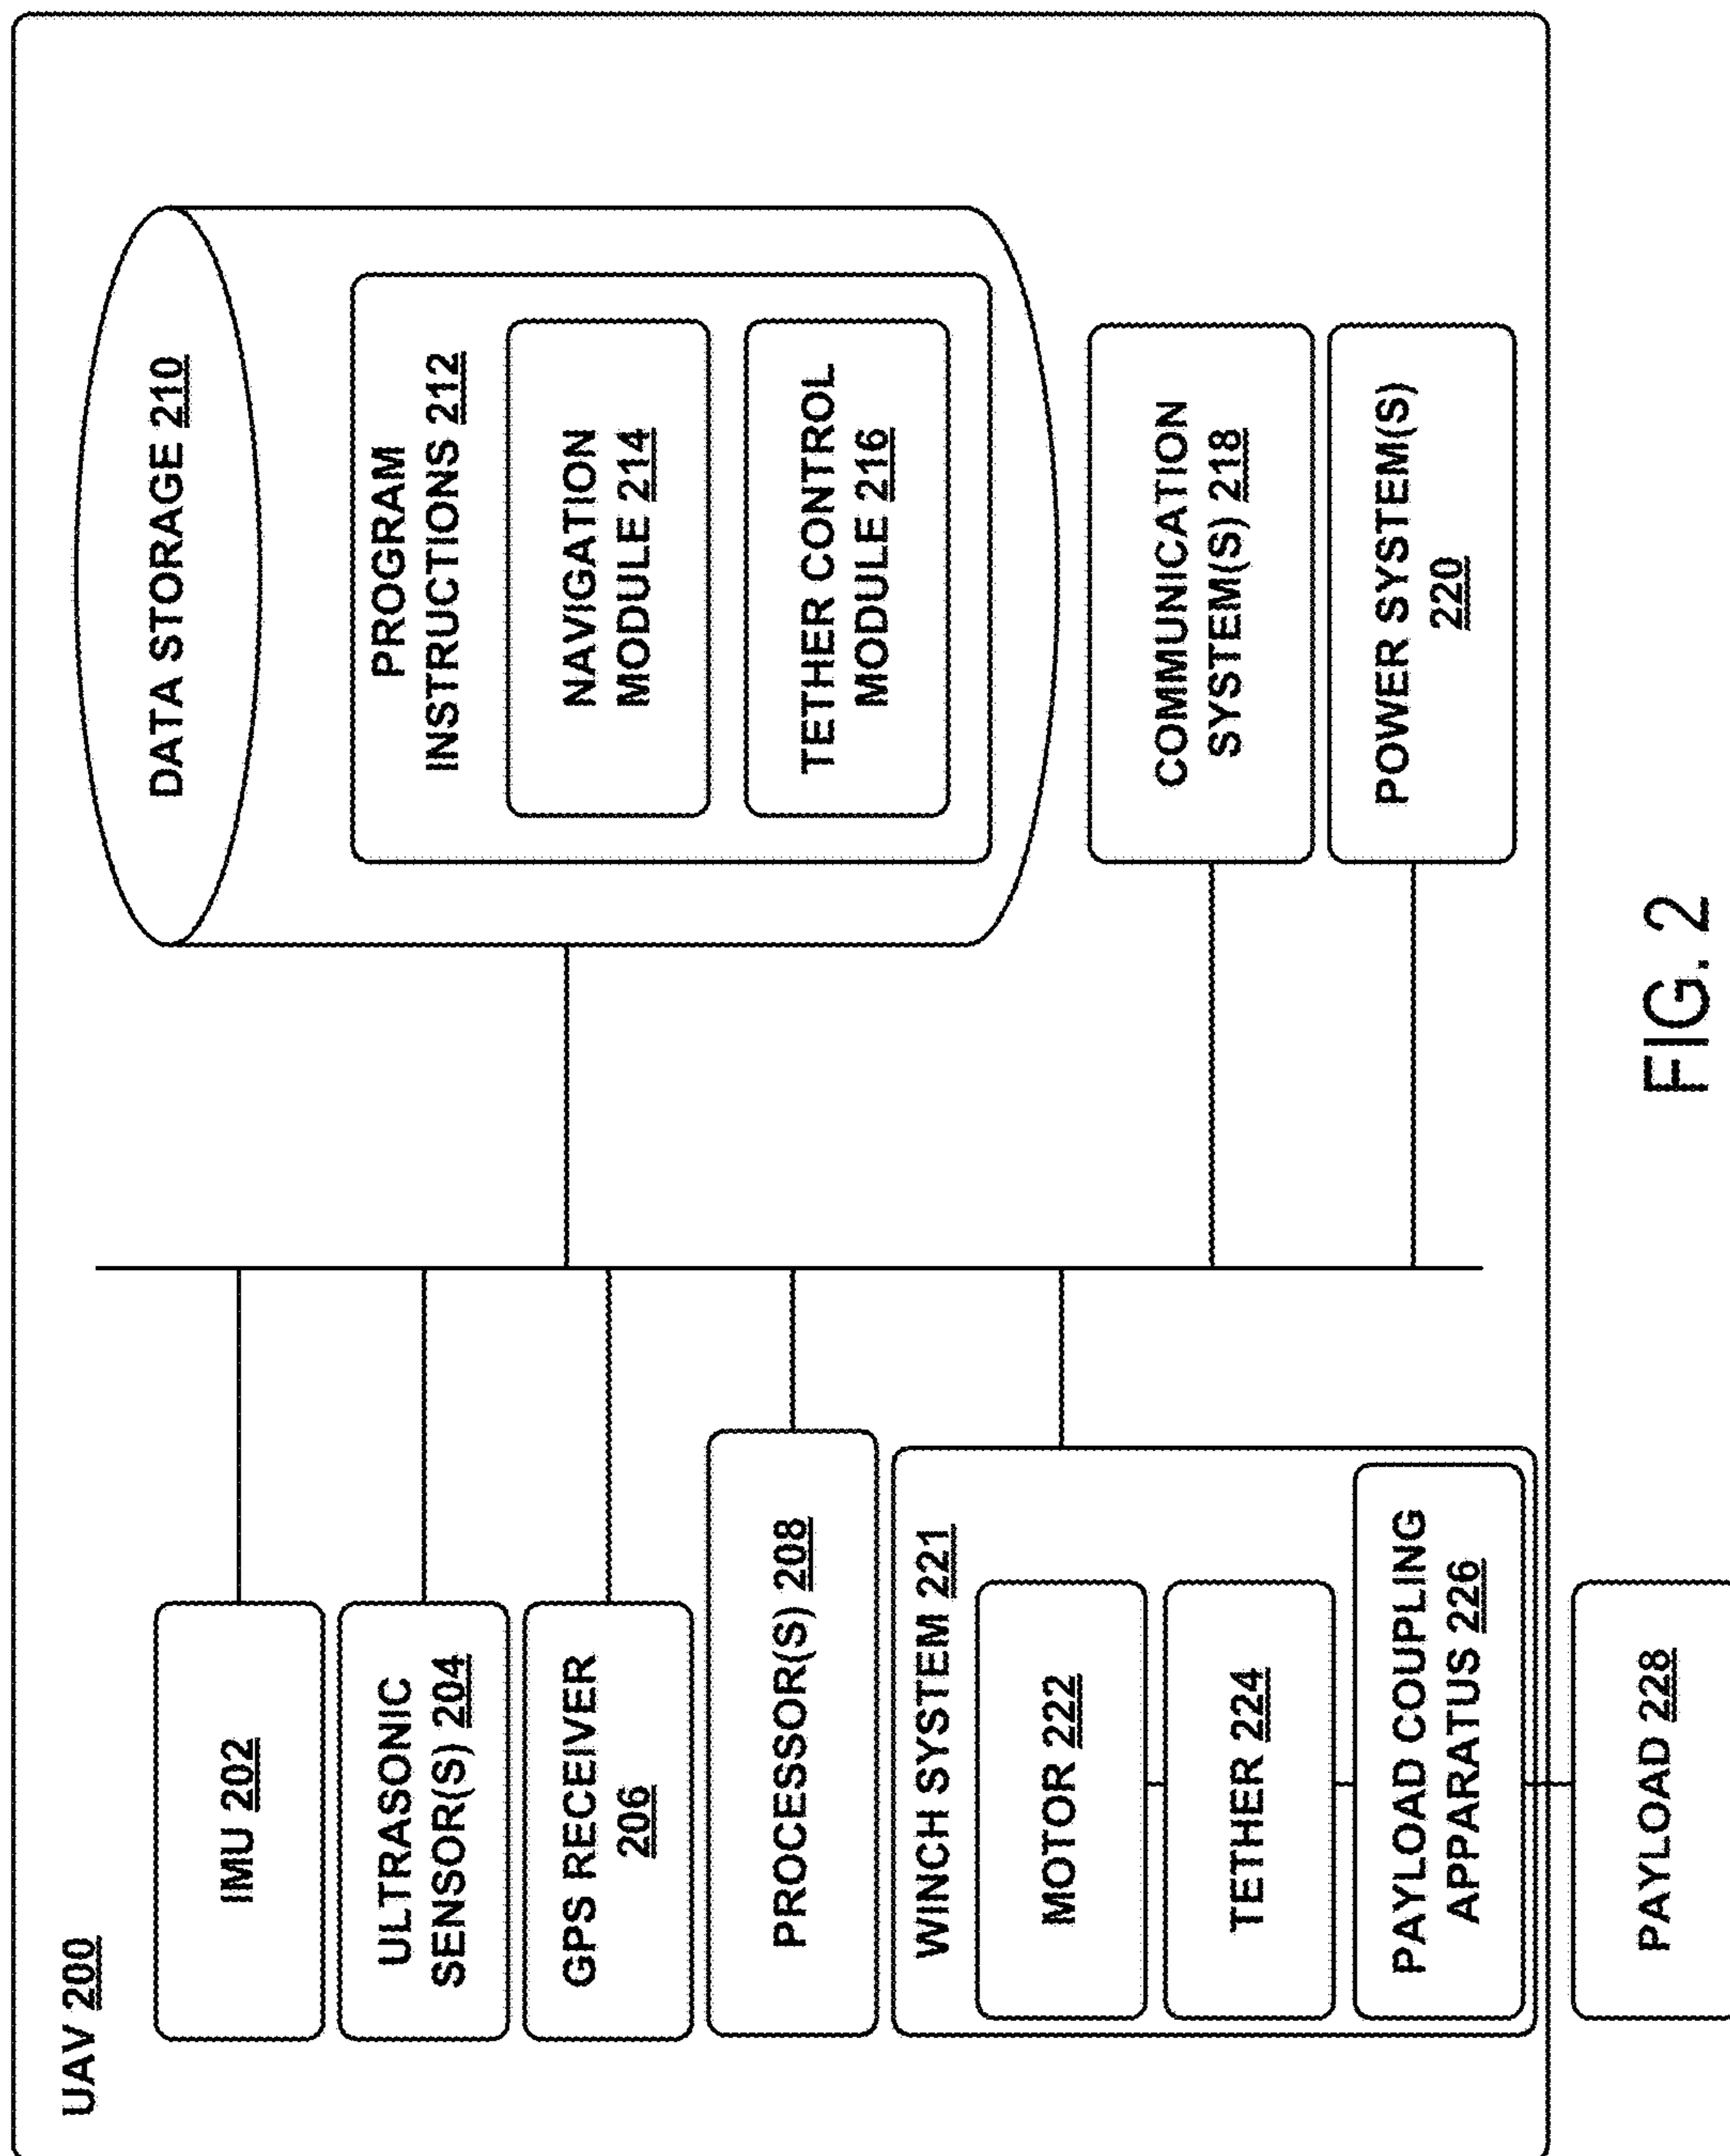 UAV 200
IMU 202
ULTRASONIC
SENSOR(S) 204
GPS RECEIVER
206
PROCESSOR(S) 208
WINCH SYSTEM 221
MOTOR 222
TETHER 224
PAYLOAD COUPLING
APPARATUS 226
PAYLOAD 228
DATA STORAGE 210
PROGRAM
INSTRUCTIONS 212
NAVIGATION
MODULE 214
TETHER CONTROL
MODULE 216
COMMUNICATION
SYSTEM(S) 218
POWER SYSTEM(S)
220
FIG. 2